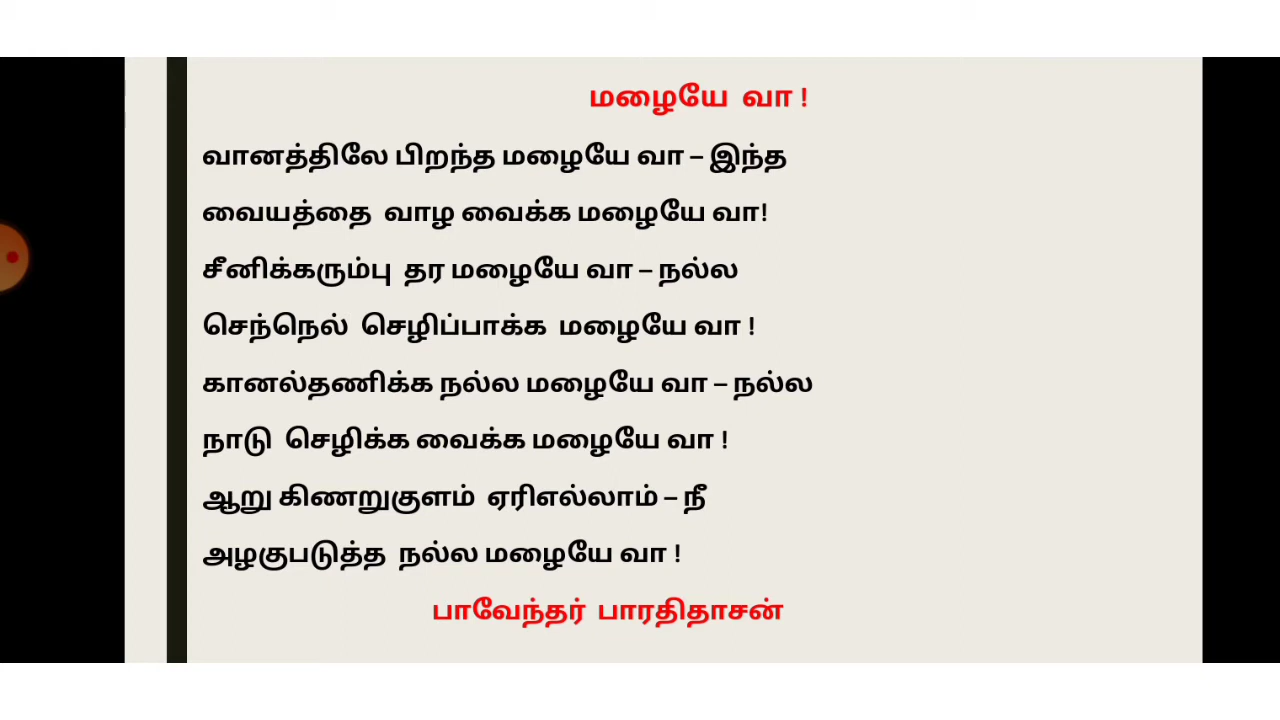 மழையே வா !
வானத்திலே பிறந்த மழையே வா – இந்த
வையத்தை வாழ வைக்க மழையே வா!
சீனிக்கரும்பு தர மழையே வா – நல்ல
செந்நெல் செழிப்பாக்க மழையே வா !
கானல்தணிக்க நல்ல மழையே வா – நல்ல
நாடு செழிக்க வைக்க மழையே வா !
ஆறு கிணறுகுளம் ஏரிஎல்லாம் – நீ
அழகுபடுத்த நல்ல மழையே வா !
பாவேந்தர் பாரதிதாசன்